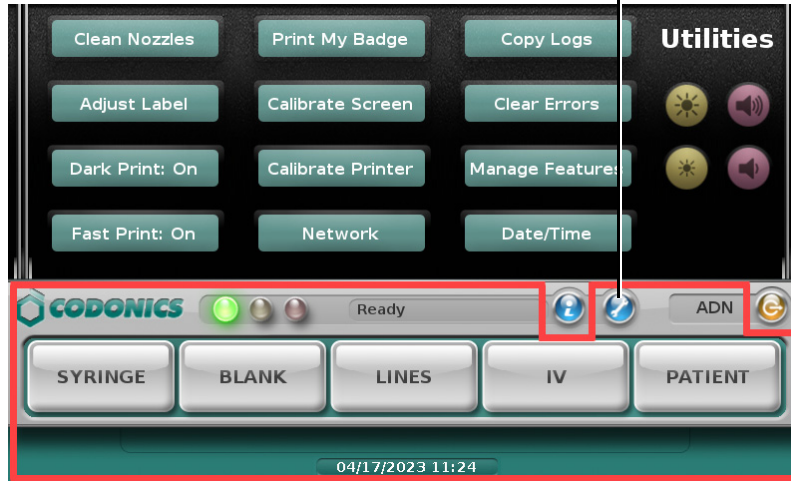 Clean Nozzles Print My Badge Copy Logs Utilities
Adjust Label Calibrate Screen Clear Errors
Dark Print: On Calibrate Printer Manage Features
Fast Print: On Network Date/Time
CODONICS Ready ADN
SYRINGE BLANK LINES IV PATIENT
04/17/2023 11:24